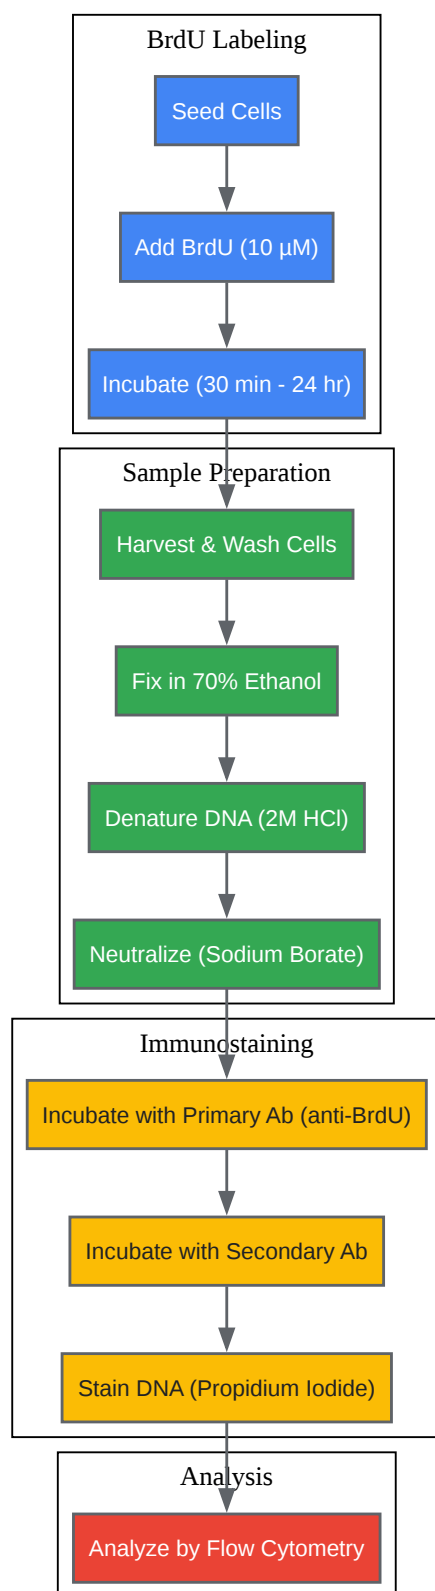 BrdU Labeling
Seed Cells
Add BrdU (10 µM)
Incubate (30 min - 24 hr)
Sample Preparation
Harvest & Wash Cells
Fix in 70% Ethanol
Denature DNA (2M HCl)
Neutralize (Sodium Borate)
Immunostaining
Incubate with Primary Ab (anti-BrdU)
Incubate with Secondary Ab
Stain DNA (Propidium Iodide)
Analysis
Analyze by Flow Cytometry